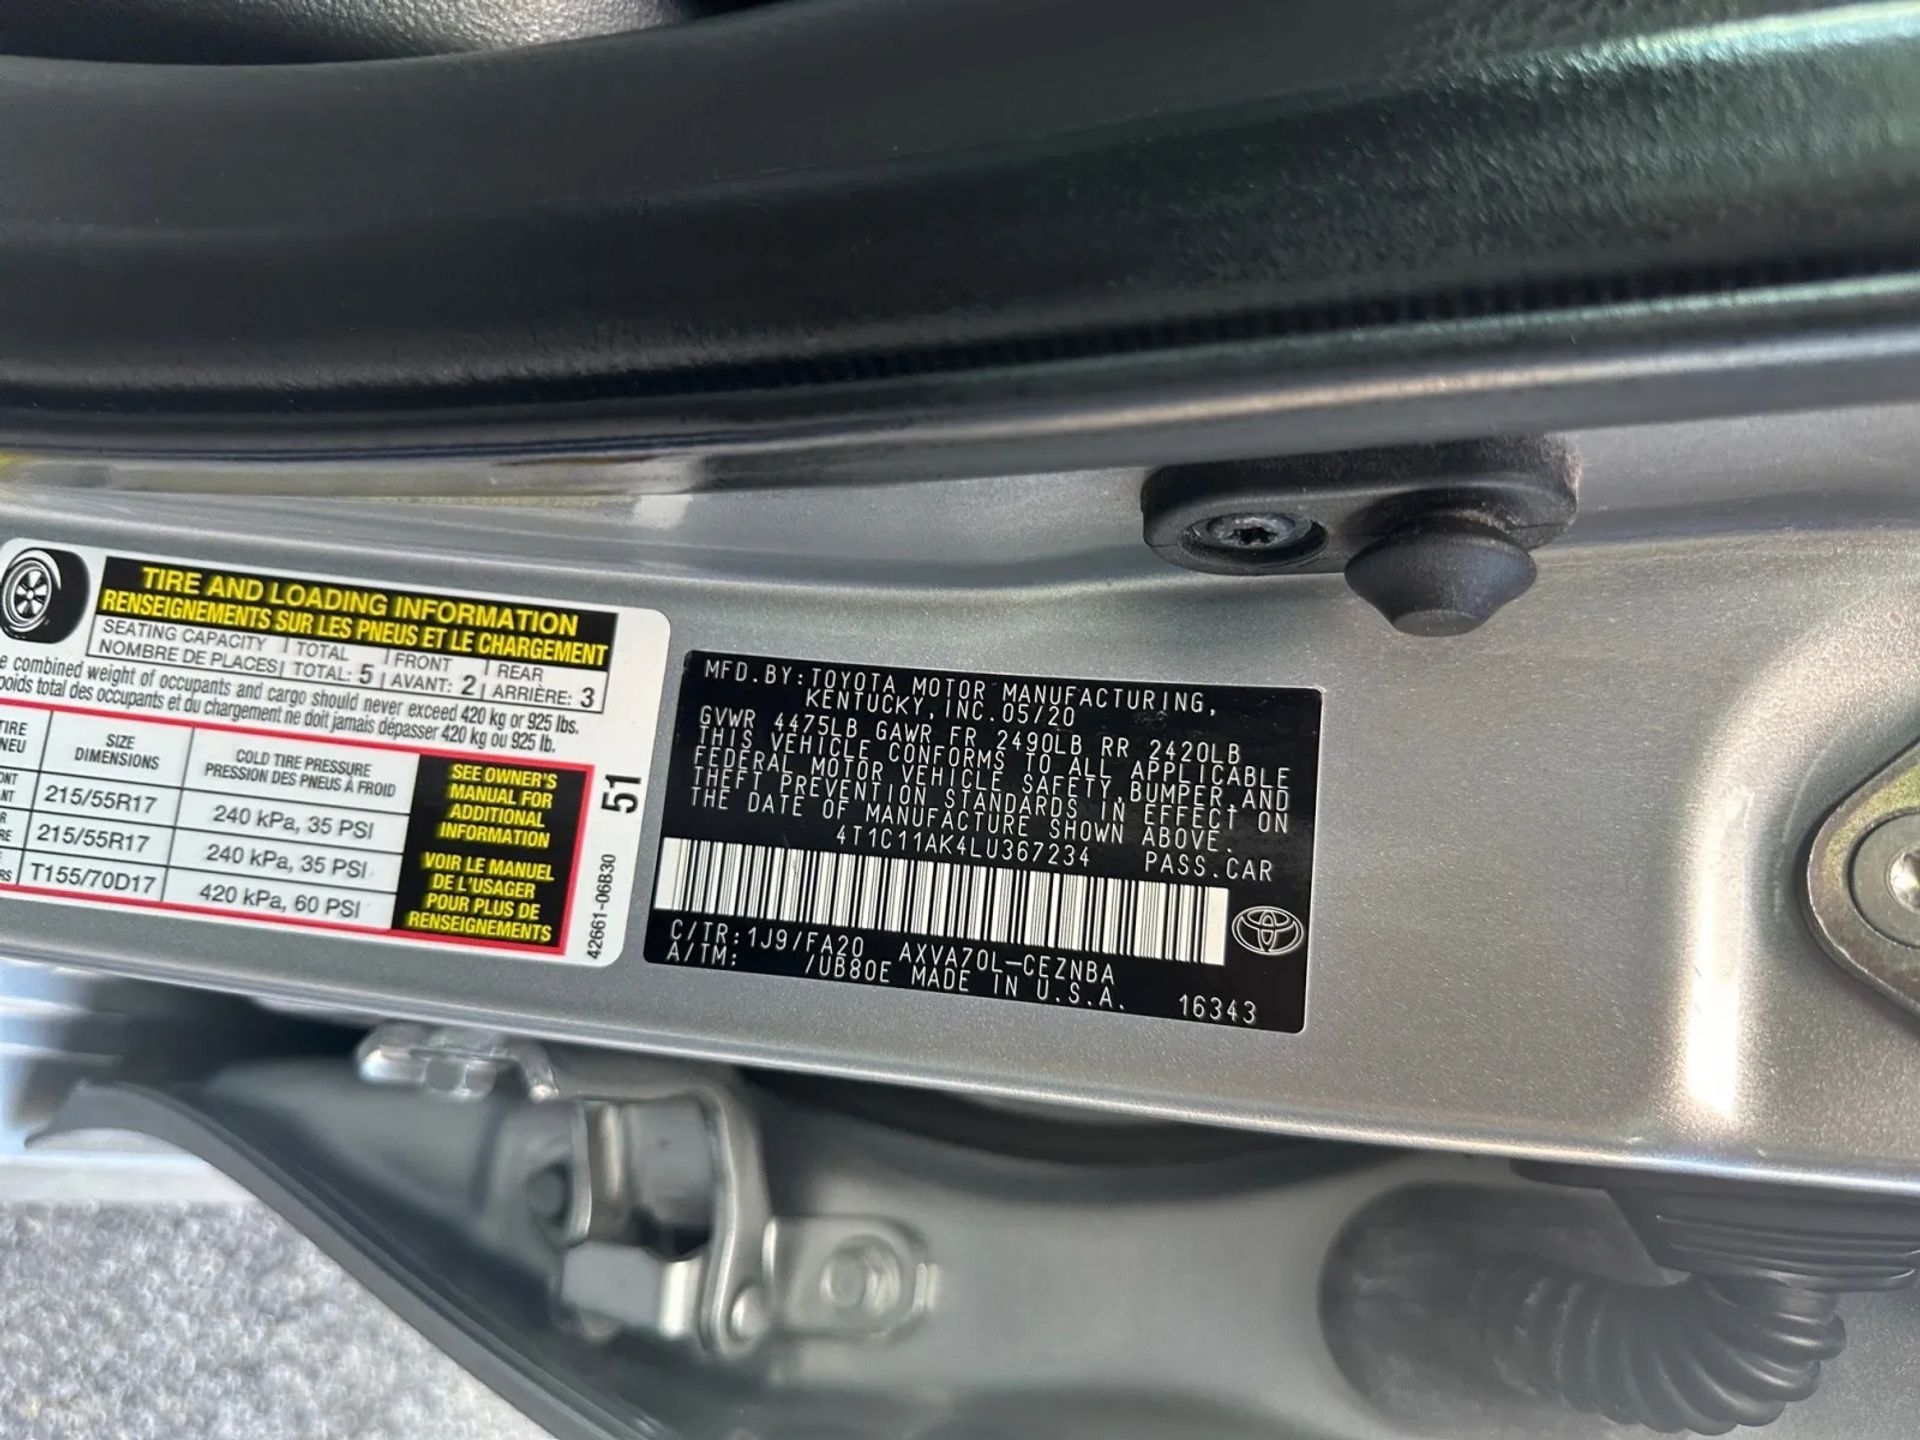 TIRE AND LOADING INFORMATION
RENSEIGNEMENTS SUR LES PNEUS ET LE CHARGEMENT
SEATING CAPACITY TOTAL FRONT REAR
NOMBRE DE PLACES TOTAL: 5 AVANT: 2 ARRIÈRE: 3
combined weight of occupants and cargo should never exceed 420 kg or 925 lbs.
poids total des occupants et du chargement ne doit jamais dépasser 420 kg ou 925 lb.
TIRE SIZE COLD TIRE PRESSURE
DIMENSIONS PRESSION DES PNEUS À FROID
215/55R17 240 kPa, 35 PSI
215/55R17 240 kPa, 35 PSI
T155/70D17 420 kPa, 60 PSI
SEE OWNER'S
MANUAL FOR
ADDITIONAL
INFORMATION
VOIR LE MANUEL
DE L'USAGER
POUR PLUS DE
RENSEIGNEMENTS
51
42661-06B30
MFD.BY:TOYOTA MOTOR MANUFACTURING,
KENTUCKY,INC.05/20
GVWR 4475LB GAWR FR 2490LB RR 2420LB
THIS VEHICLE CONFORMS TO ALL APPLICABLE
FEDERAL MOTOR VEHICLE SAFETY,BUMPER,AND
THEFT PREVENTION STANDARDS IN EFFECT ON
THE DATE OF MANUFACTURE SHOWN ABOVE.
4T1C11AK4LU367234 PASS.CAR
C/TR:1J9/FA20 AXVA70L-CEZNBA
A/TM: /UB80E MADE IN U.S.A. 16343